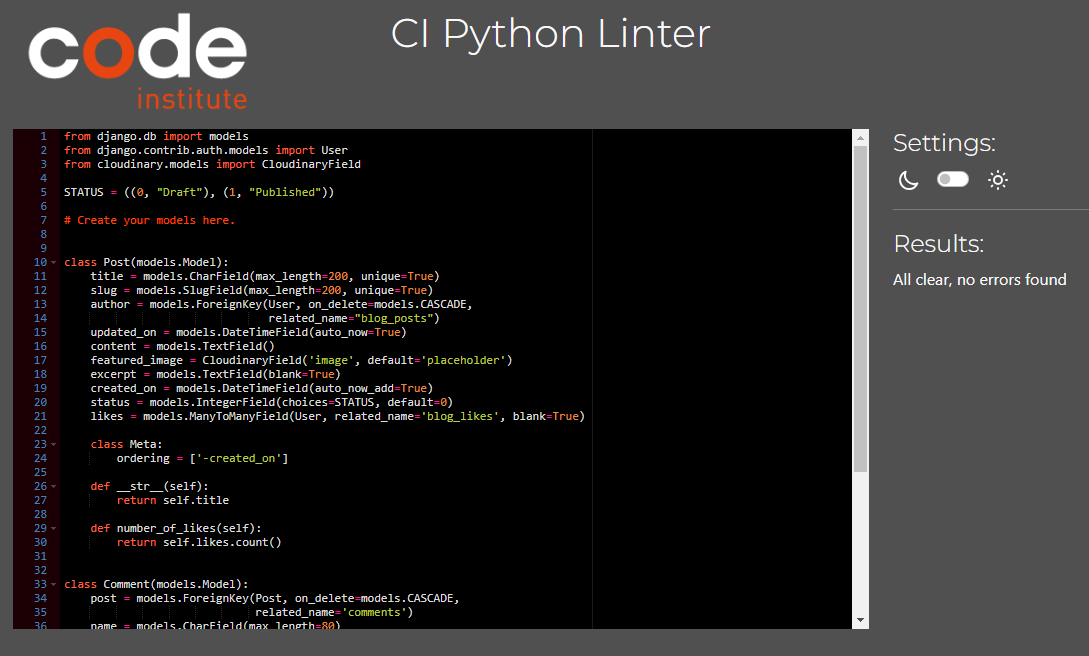 code
institute
CI Python Linter
1 from django.db import models
2 from django.contrib.auth.models import User
3 from cloudinary.models import CloudinaryField
4
5 STATUS = ((0, "Draft"), (1, "Published"))
6
7 # Create your models here.
8
9
10 class Post(models.Model):
11     title = models.CharField(max_length=200, unique=True)
12     slug = models.SlugField(max_length=200, unique=True)
13     author = models.ForeignKey(User, on_delete=models.CASCADE,
14                                related_name="blog_posts")
15     updated_on = models.DateTimeField(auto_now=True)
16     content = models.TextField()
17     featured_image = CloudinaryField('image', default='placeholder')
18     excerpt = models.TextField(blank=True)
19     created_on = models.DateTimeField(auto_now_add=True)
20     status = models.IntegerField(choices=STATUS, default=0)
21     likes = models.ManyToManyField(User, related_name='blog_likes', blank=True)
22
23     class Meta:
24         ordering = ['-created_on']
25
26     def __str__(self):
27         return self.title
28
29     def number_of_likes(self):
30         return self.likes.count()
31
32
33 class Comment(models.Model):
34     post = models.ForeignKey(Post, on_delete=models.CASCADE,
35                              related_name='comments')
36     name = models.CharField(max_length=80)
Settings:
Results:
All clear, no errors found